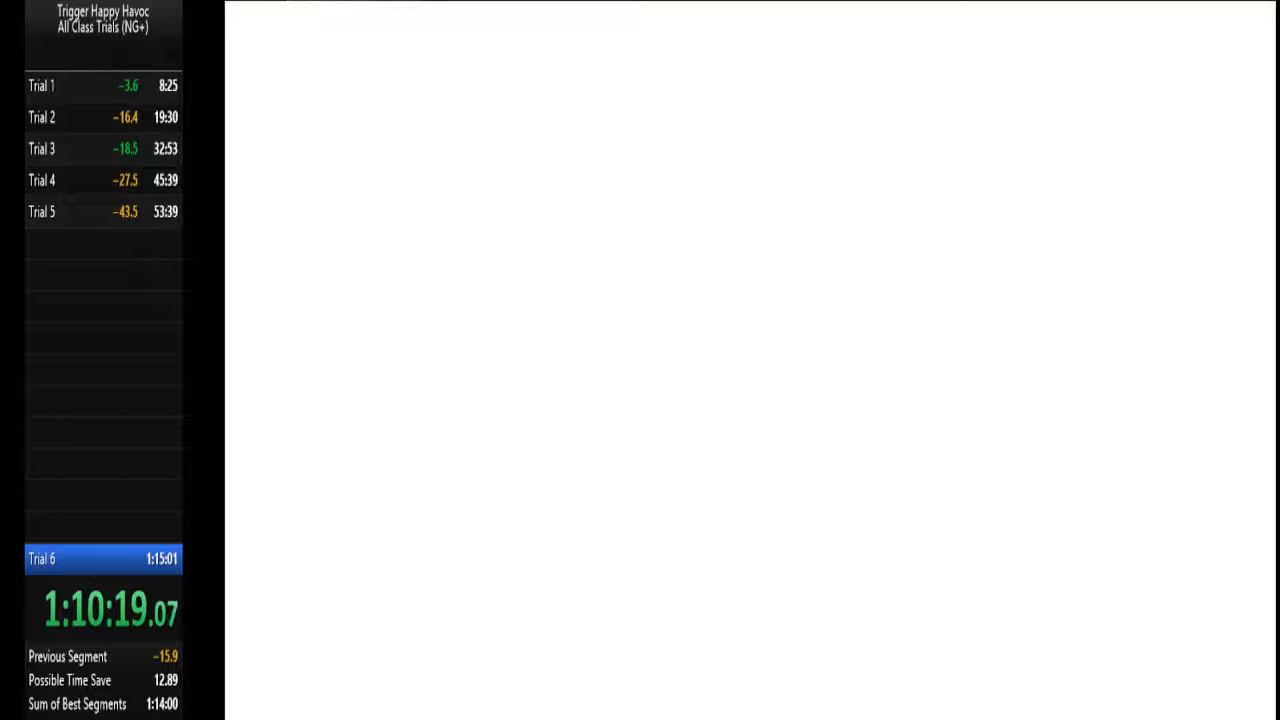 Trigger Happy Havoc
All Class Trials (NG+)
Trial 1 −3.6 8:25
Trial 2 −16.4 19:30
Trial 3 −18.5 32:53
Trial 4 −27.5 45:39
Trial 5 −43.5 53:39
Trial 6 1:15:01
1:10:19.07
Previous Segment −15.9
Possible Time Save 12.89
Sum of Best Segments 1:14:00